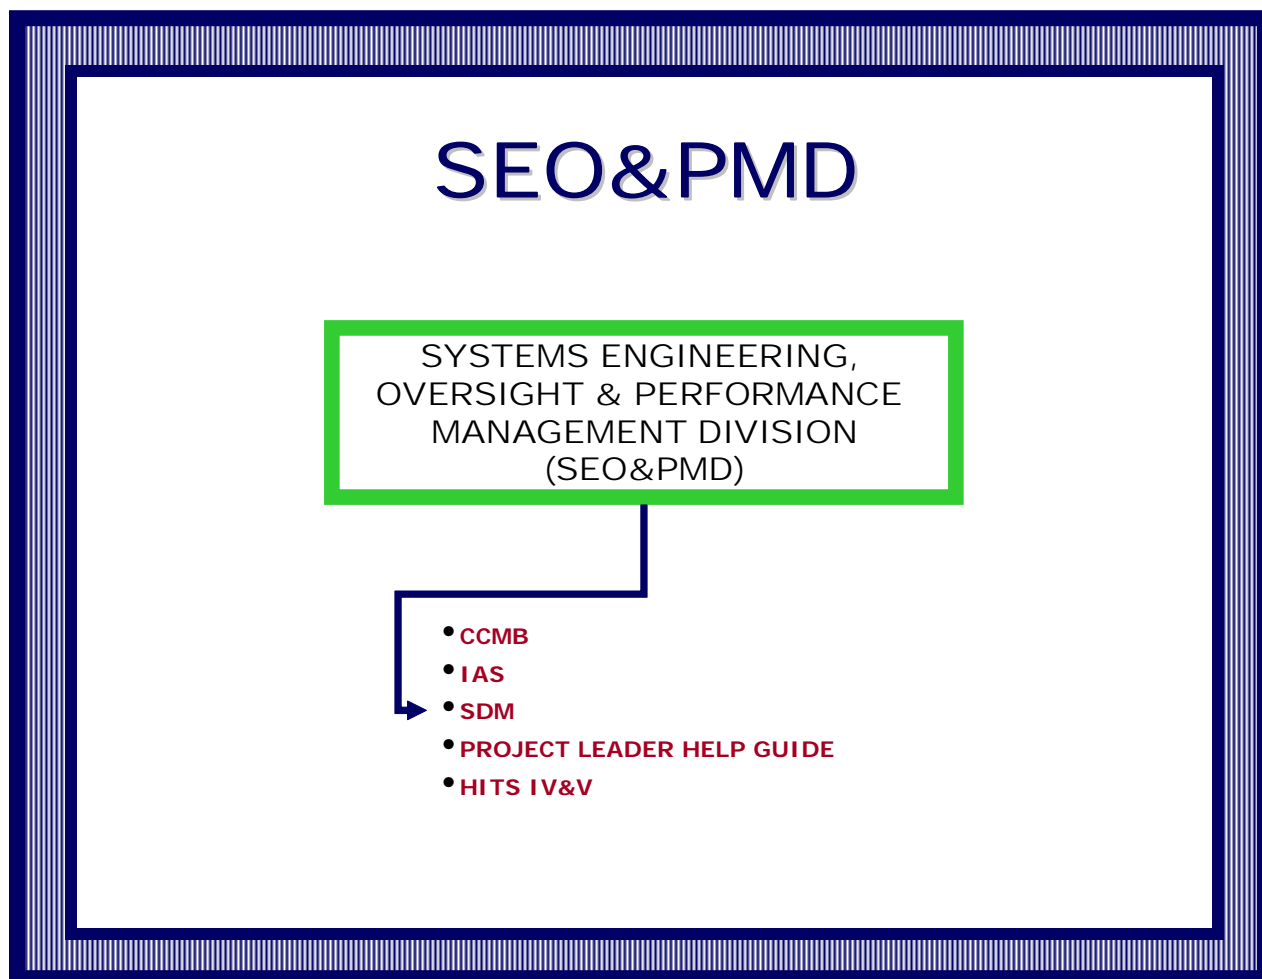 SEO&PMD
SYSTEMS ENGINEERING,
OVERSIGHT & PERFORMANCE
MANAGEMENT DIVISION
(SEO&PMD)
• CCMB
• IAS
• SDM
• PROJECT LEADER HELP GUIDE
• HITS IV&V